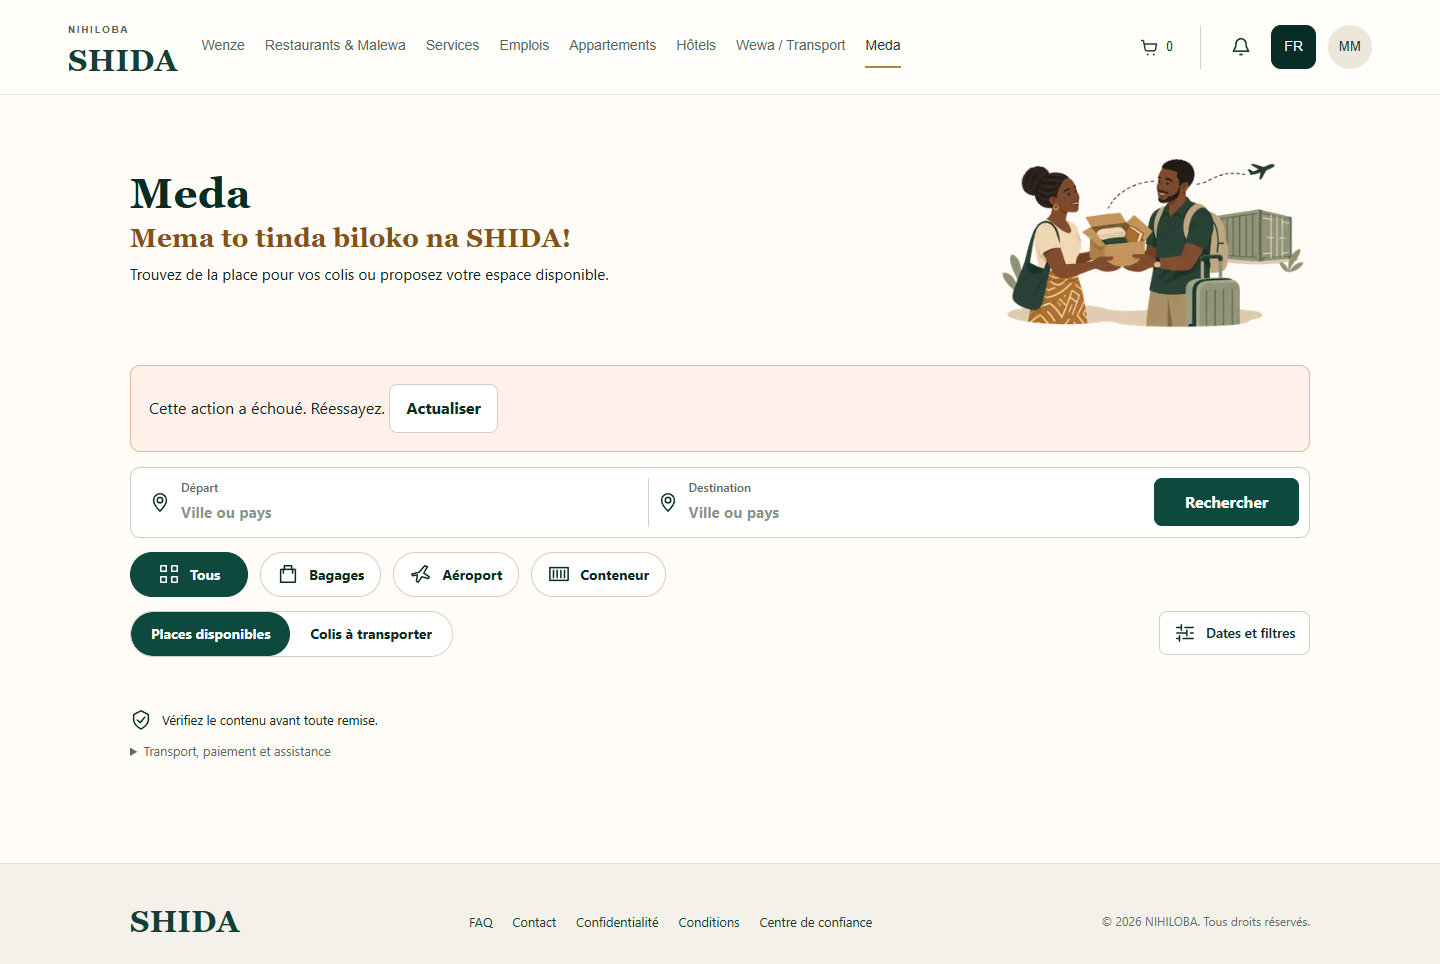 NIHILOBA
SHIDA
Wenze Restaurants & Malewa Services Emplois Appartements Hôtels Wewa / Transport Meda
0
FR
MM
Meda
Mema to tinda biloko na SHIDA!
Trouvez de la place pour vos colis ou proposez votre espace disponible.
Cette action a échoué. Réessayez. Actualiser
Départ
Ville ou pays
Destination
Ville ou pays
Rechercher
Tous Bagages Aéroport Conteneur
Places disponibles Colis à transporter
Dates et filtres
Vérifiez le contenu avant toute remise.
Transport, paiement et assistance
SHIDA
FAQ Contact Confidentialité Conditions Centre de confiance
© 2026 NIHILOBA. Tous droits réservés.